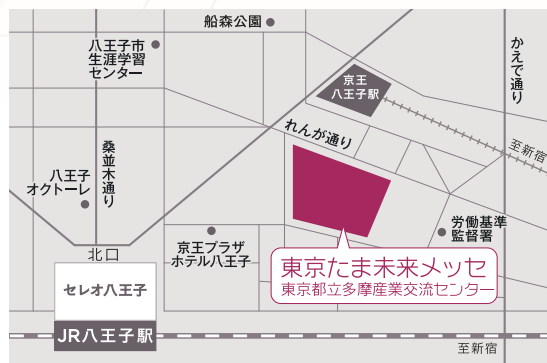 船森公園
八王子市
生涯学習
センター
京王
八王子駅
かえで通り
れんが通り
至新宿
桑並木通り
八王子
オクトーレ
労働基準
監督署
北口
京王プラザ
ホテル八王子
東京たま未来メッセ
東京都立多摩産業交流センター
セレオ八王子
JR八王子駅
至新宿